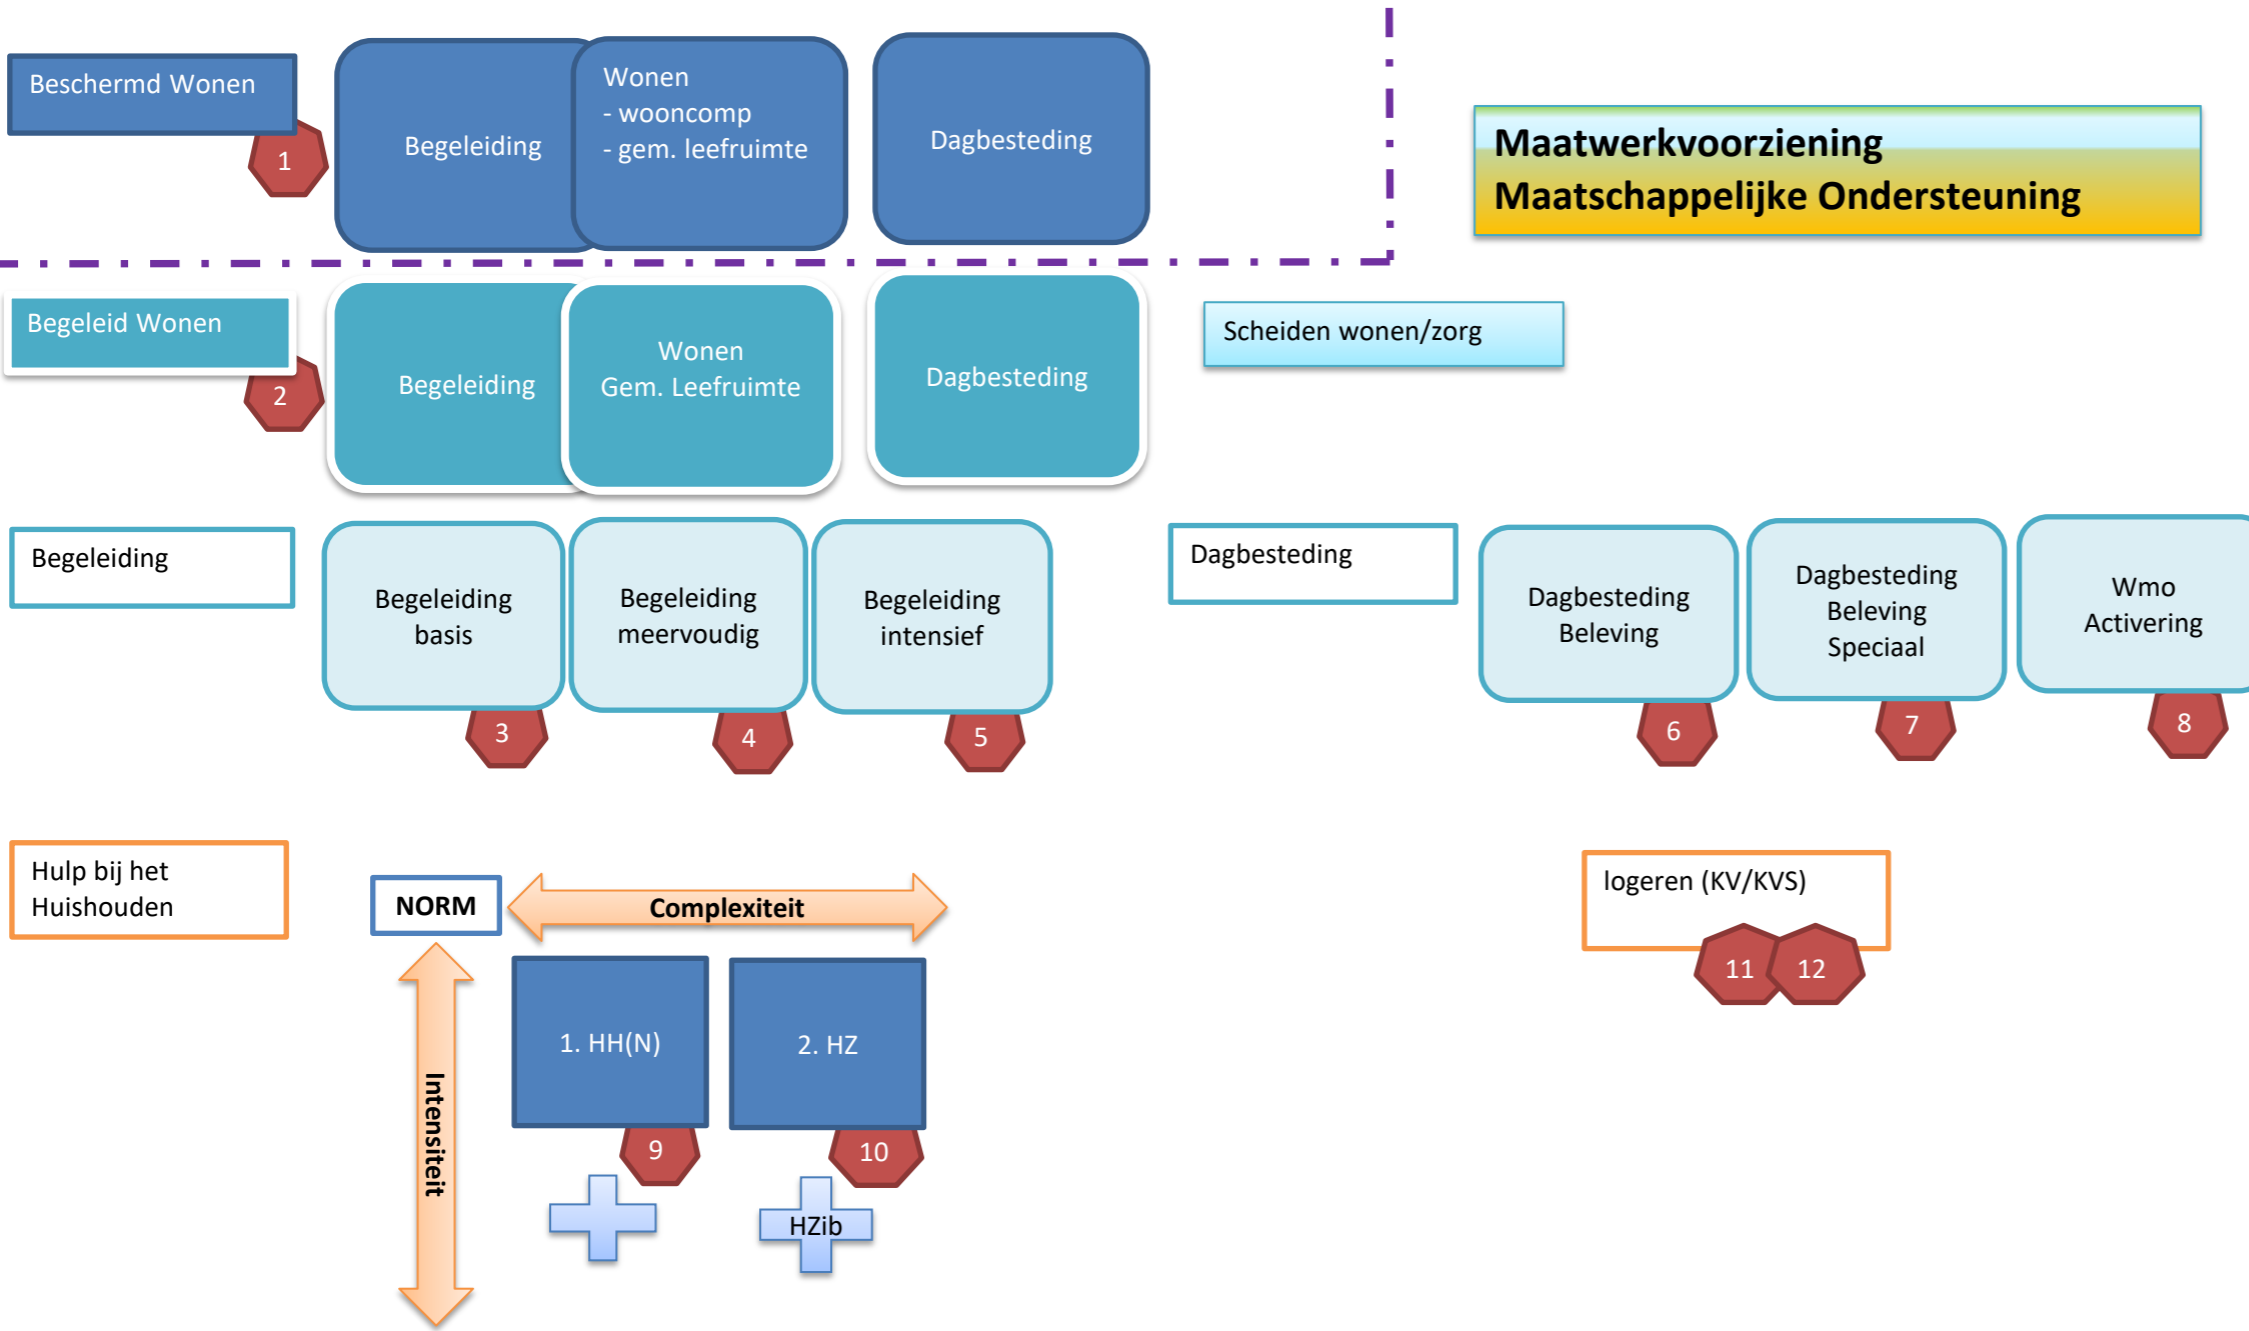 Beschermd Wonen
1
Begeleiding
Wonen
- wooncomp
- gem. leefruimte
Dagbesteding
Maatwerkvoorziening
Maatschappelijke Ondersteuning
Begeleid Wonen
2
Begeleiding
Wonen
Gem. Leefruimte
Dagbesteding
Scheiden wonen/zorg
Begeleiding
Begeleiding
basis
3
Begeleiding
meervoudig
4
Begeleiding
intensief
5
Dagbesteding
Dagbesteding
Beleving
6
Dagbesteding
Beleving
Speciaal
7
Wmo
Activering
8
Hulp bij het
Huishouden
NORM
Complexiteit
Intensiteit
1. HH(N)
9
2. HZ
10
HZib
logeren (KV/KVS)
11
12